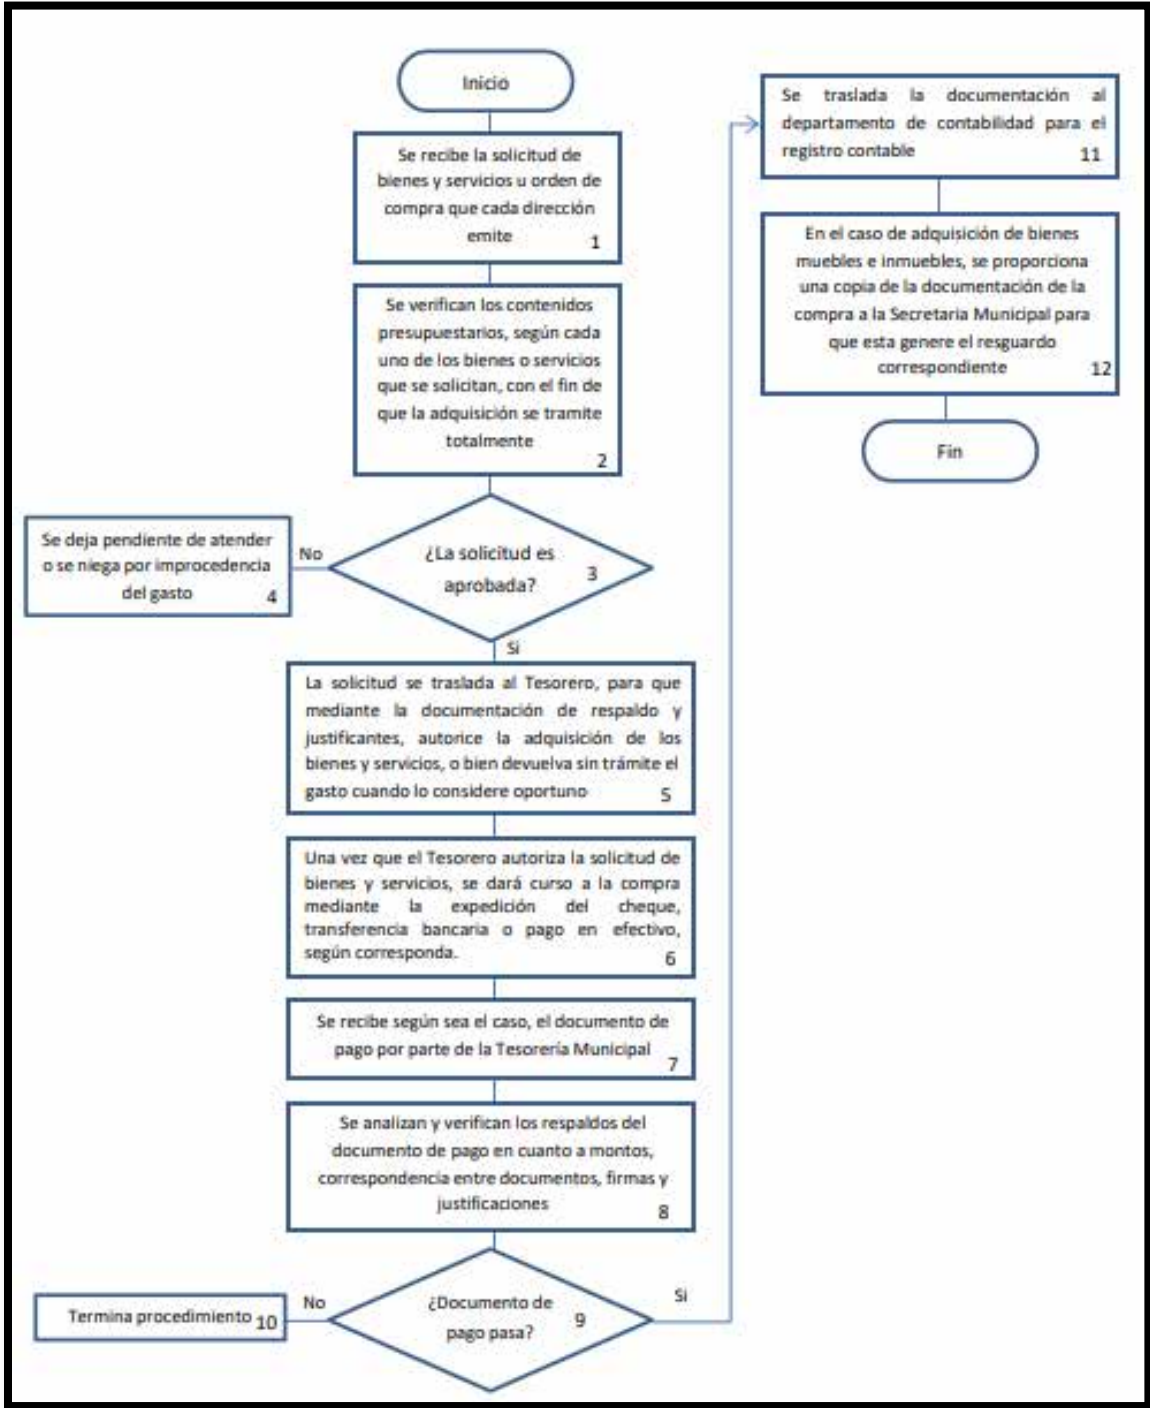 Inicio
Se recibe la solicitud de
bienes y servicios u orden de
compra que cada dirección
emite 1
Se verifican los contenidos
presupuestarios, según cada
uno de los bienes o servicios
que se solicitan, con el fin de
que la adquisición se tramite
totalmente
2
¿La solicitud es
aprobada? 3
No
Se deja pendiente de atender
o se niega por improcedencia
del gasto 4
Si
La solicitud se traslada al Tesorero, para que
mediante la documentación de respaldo y
justificantes, autorice la adquisición de los
bienes y servicios, o bien devuelva sin trámite el
gasto cuando lo considere oportuno 5
Una vez que el Tesorero autoriza la solicitud de
bienes y servicios, se dará curso a la compra
mediante la expedición del cheque,
transferencia bancaria o pago en efectivo,
según corresponda. 6
Se recibe según sea el caso, el documento de
pago por parte de la Tesorería Municipal 7
Se analizan y verifican los respaldos del
documento de pago en cuanto a montos,
correspondencia entre documentos, firmas y
justificaciones 8
¿Documento de
pago pasa? 9
No
Termina procedimiento 10
Si
Se traslada la documentación al
departamento de contabilidad para el
registro contable 11
En el caso de adquisición de bienes
muebles e inmuebles, se proporciona
una copia de la documentación de la
compra a la Secretaria Municipal para
que esta genere el resguardo
correspondiente 12
Fin